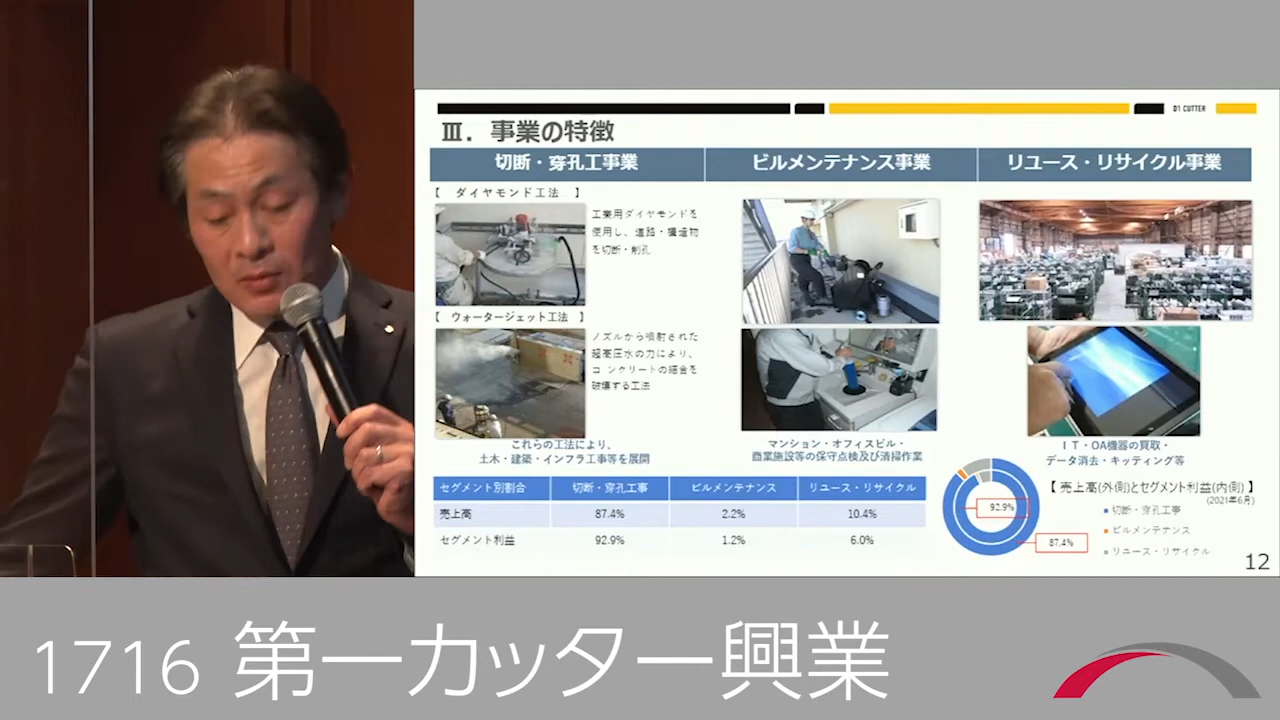 D1 CUTTER
Ⅲ. 事業の特徴
切断・穿孔工事業
ビルメンテナンス事業
リユース・リサイクル事業
【 ダイヤモンド工法 】
工業用ダイヤモンドを
使用し、道路・構造物
を切断・削孔
【 ウォータージェット工法 】
ノズルから噴射された
超高圧水の力により、
コンクリートの結合を
破壊する工法
これらの工法により、
土木・建築・インフラ工事等を展開
マンション・オフィスビル・
商業施設等の保守点検及び清掃作業
ＩＴ・OA機器の買取・
データ消去・キッティング等
セグメント別割合 切断・穿孔工事 ビルメンテナンス リユース・リサイクル
売上高 87.4% 2.2% 10.4%
セグメント利益 92.9% 1.2% 6.0%
【 売上高(外側)とセグメント利益(内側) 】
(2021年6月)
92.9%
87.4%
切断・穿孔工事
ビルメンテナンス
リユース・リサイクル
12
1716 第一カッター興業